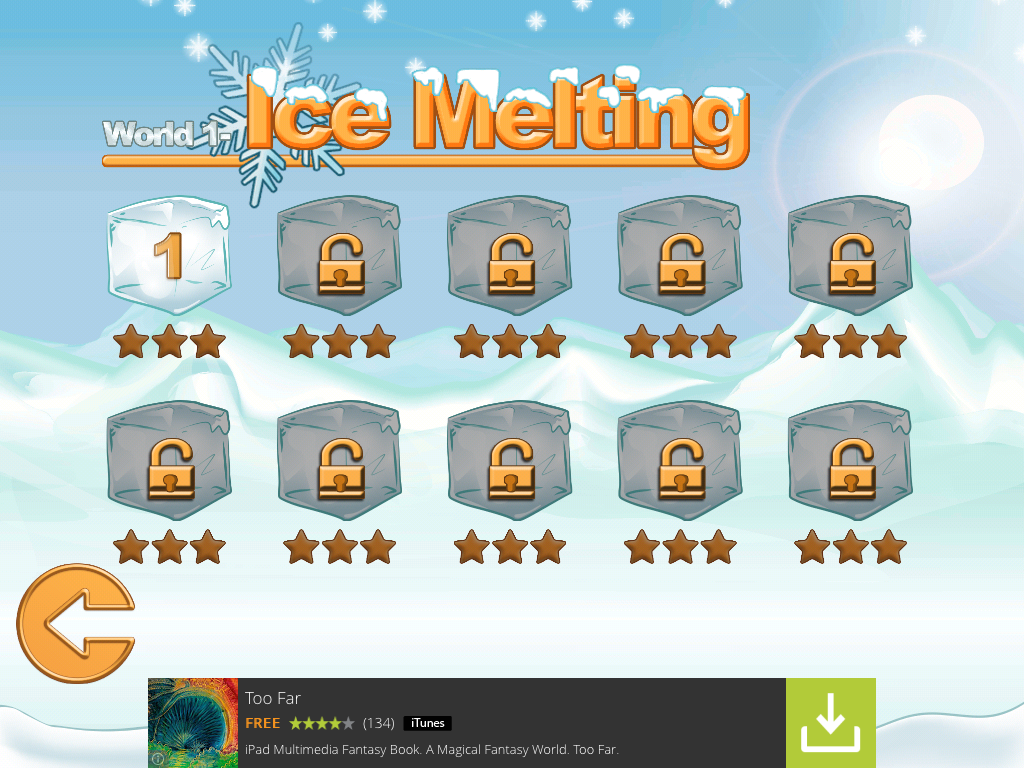 World 1- Ice Melting
1
Too Far
FREE (134) iTunes
iPad Multimedia Fantasy Book. A Magical Fantasy World. Too Far.